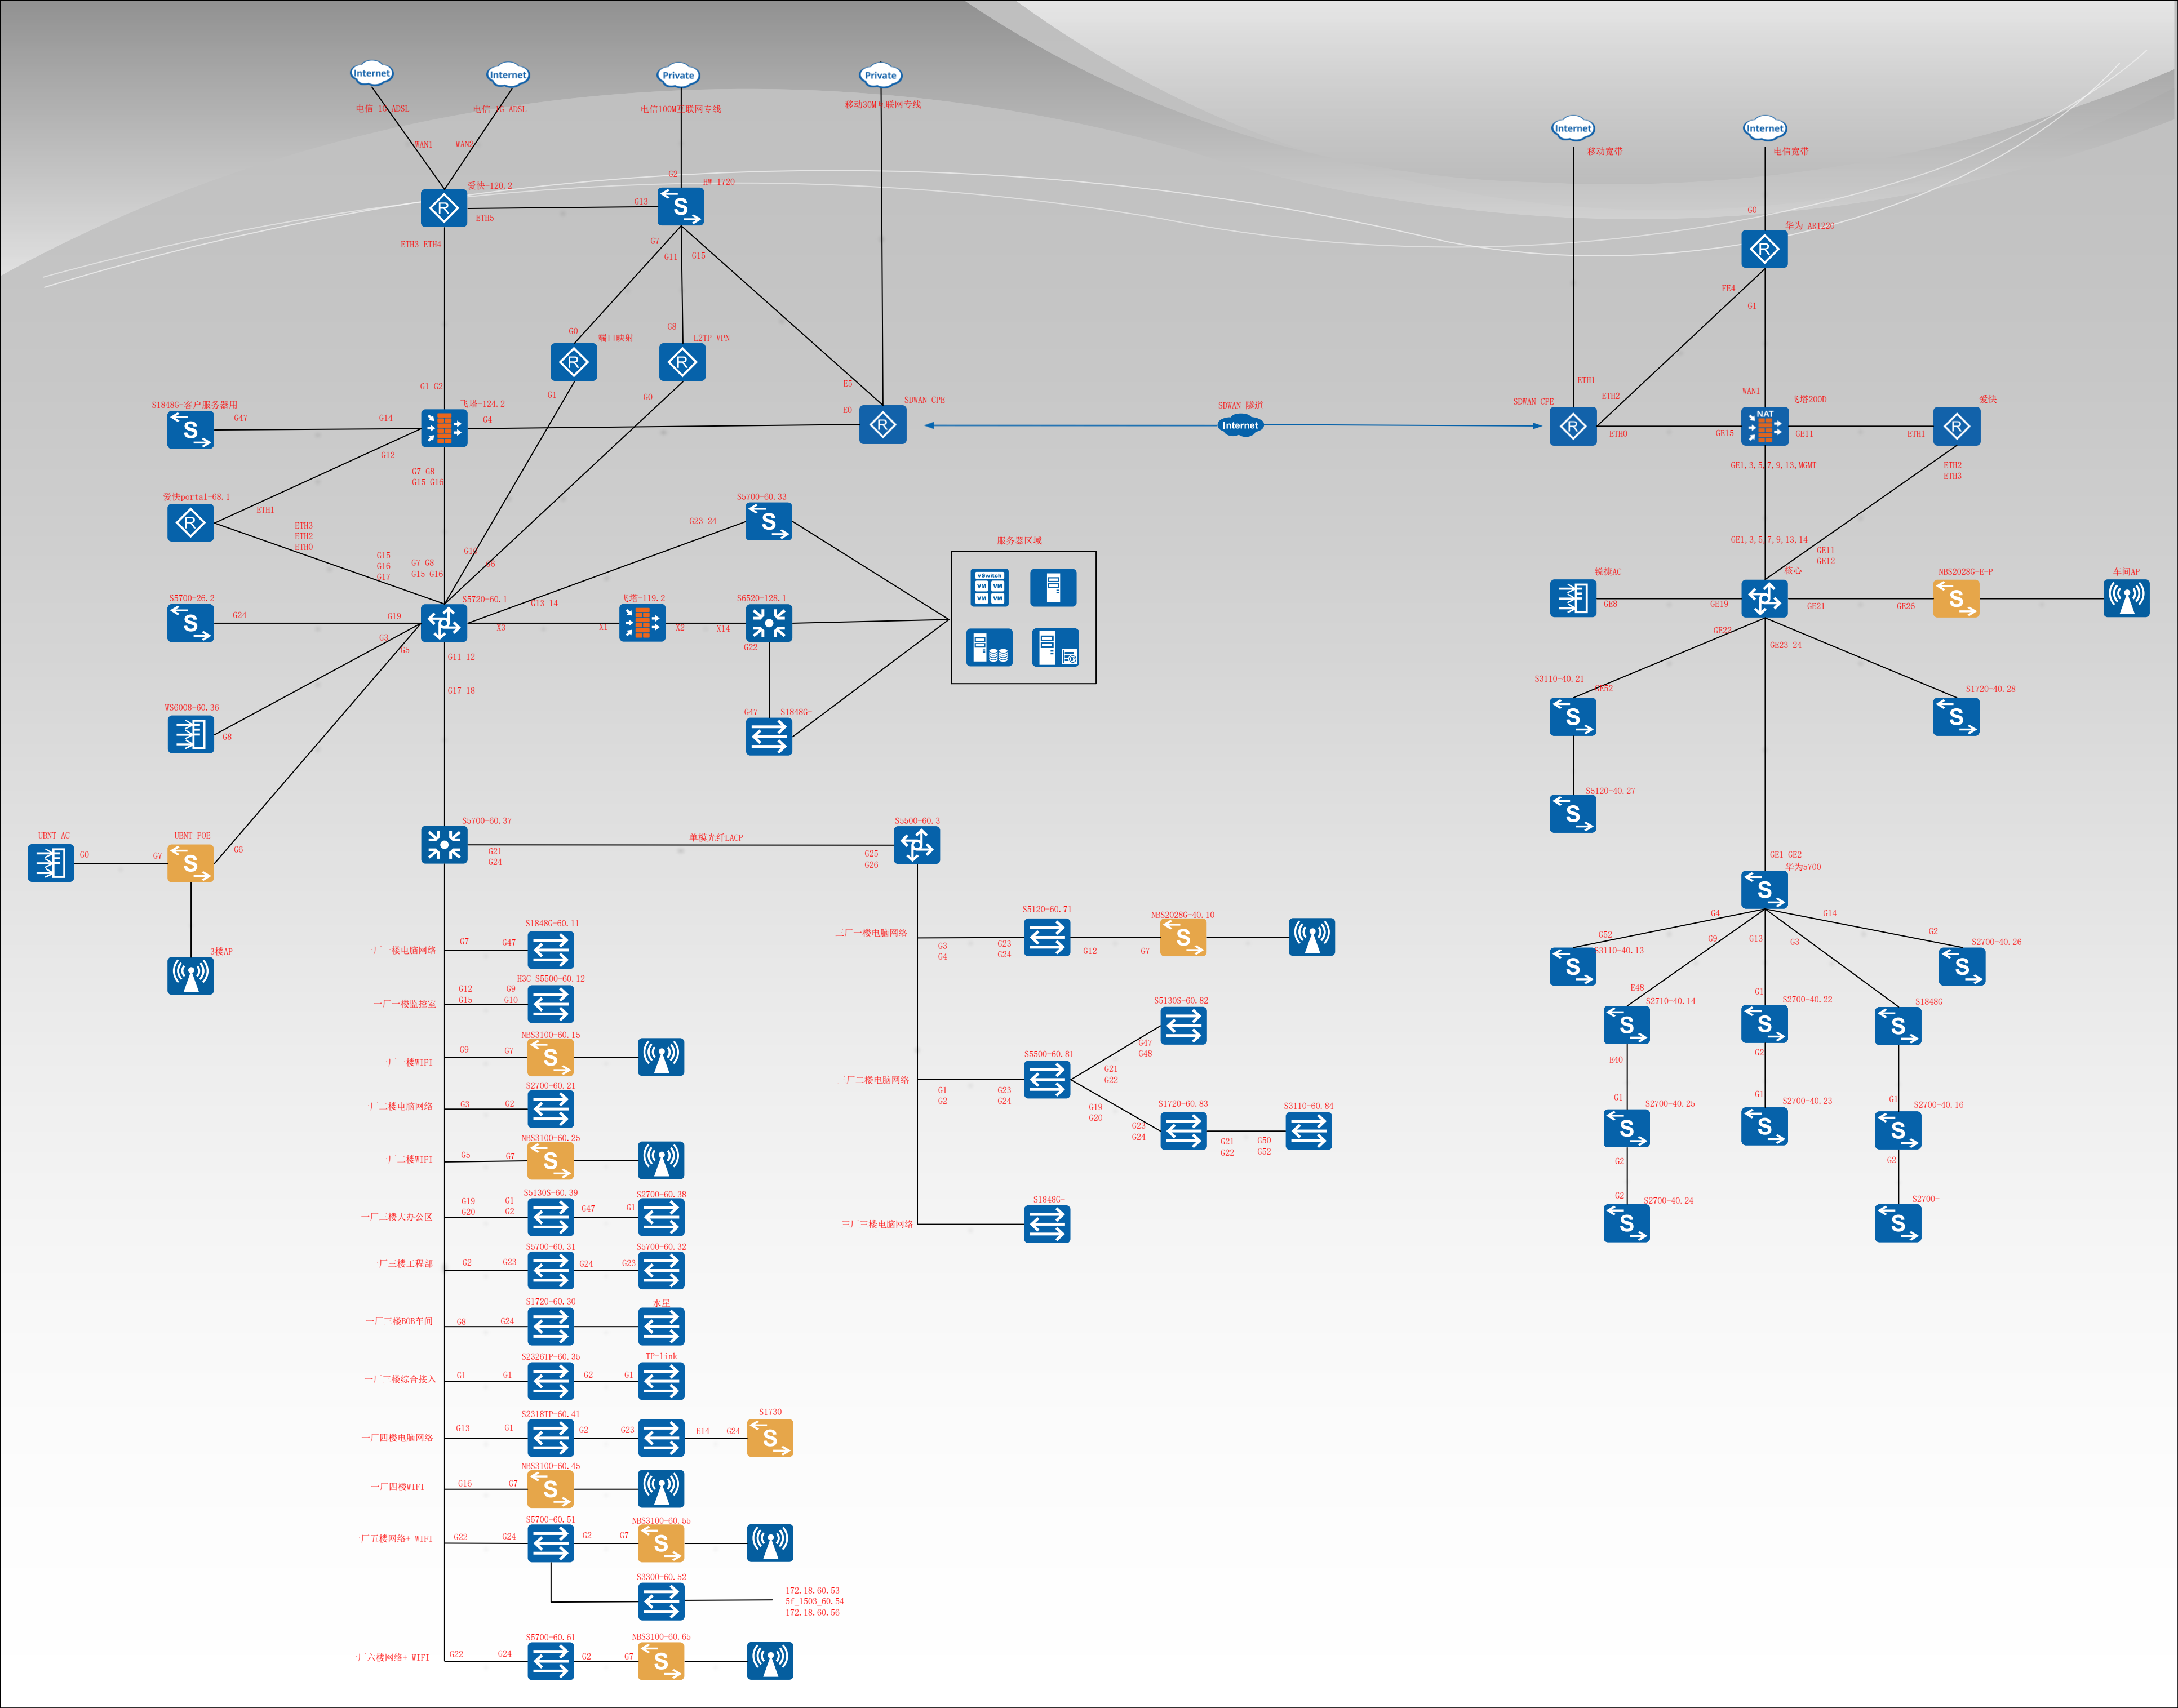 Internet
Internet
Private
Private
电信 1G ADSL
电信 1G ADSL
电信100M互联网专线
移动30M互联网专线
WAN1
WAN2
G2
HW 1720
爱快-120.2
G13
ETH5
ETH3 ETH4
G7
G11
G15
G0
端口映射
G8
L2TP VPN
G1
G0
E5
E0
SDWAN CPE
G1 G2
S1848G-客户服务器用
G47
G14
飞塔-124.2
G4
G12
G7 G8
G15 G16
爱快portal-68.1
ETH1
ETH3
ETH2
ETH0
G15
G16
G17
G7 G8
G15 G16
G10
G6
S5700-60.33
G23 24
服务器区域
vSwitch
VM
VM
VM
VM
S5700-26.2
G24
G19
G3
G5
S5720-60.1
G13 14
X3
飞塔-119.2
X1
X2
S6520-128.1
X14
G22
G11 12
G17 18
G47
S1848G-
WS6008-60.36
G8
UBNT AC
G0
G7
UBNT POE
G6
3楼AP
S5700-60.37
G21
G24
单模光纤LACP
S5500-60.3
G25
G26
一厂一楼电脑网络
G7
G47
S1848G-60.11
一厂一楼监控室
G12
G15
G9
G10
H3C S5500-60.12
一厂一楼WIFI
G9
G7
NBS3100-60.15
一厂二楼电脑网络
G3
G2
S2700-60.21
一厂二楼WIFI
G5
G7
NBS3100-60.25
一厂三楼大办公区
G19
G20
G1
G2
S5130S-60.39
G47
G1
S2700-60.38
一厂三楼工程部
G2
G23
S5700-60.31
G24
G23
S5700-60.32
一厂三楼BOB车间
G8
G24
S1720-60.30
水星
一厂三楼综合接入
G1
G1
S2326TP-60.35
G2
G1
TP-link
一厂四楼电脑网络
G13
G1
S2318TP-60.41
G2
G23
E14
G24
S1730
一厂四楼WIFI
G16
G7
NBS3100-60.45
一厂五楼网络+ WIFI
G22
G24
S5700-60.51
G2
G7
NBS3100-60.55
S3300-60.52
172.18.60.53
5f_1503_60.54
172.18.60.56
一厂六楼网络+ WIFI
G22
G24
S5700-60.61
G2
G7
NBS3100-60.65
三厂一楼电脑网络
G3
G4
G23
G24
S5120-60.71
G12
G7
NBS2028G-40.10
三厂二楼电脑网络
G1
G2
G23
G24
S5500-60.81
S5130S-60.82
G47
G48
G21
G22
G19
G20
G23
G24
S1720-60.83
G21
G22
G50
G52
S3110-60.84
三厂三楼电脑网络
S1848G-
SDWAN 隧道
Internet
Internet
移动宽带
Internet
电信宽带
G0
华为 AR1220
FE4
G1
ETH1
ETH2
WAN1
SDWAN CPE
ETH0
GE15
NAT
飞塔200D
GE11
ETH1
爱快
GE1,3,5,7,9,13,MGMT
ETH2
ETH3
GE1,3,5,7,9,13,14
GE11
GE12
锐捷AC
GE8
GE19
核心
GE21
GE26
NBS2028G-E-P
车间AP
GE22
GE23 24
S3110-40.21
GE52
S1720-40.28
S5120-40.27
GE1 GE2
华为5700
G4
G9
G13
G3
G14
G52
S3110-40.13
G2
S2700-40.26
E48
S2710-40.14
G1
S2700-40.22
S1848G
E40
G2
G1
S2700-40.25
G1
S2700-40.23
G1
S2700-40.16
G2
G2
G2
S2700-40.24
S2700-